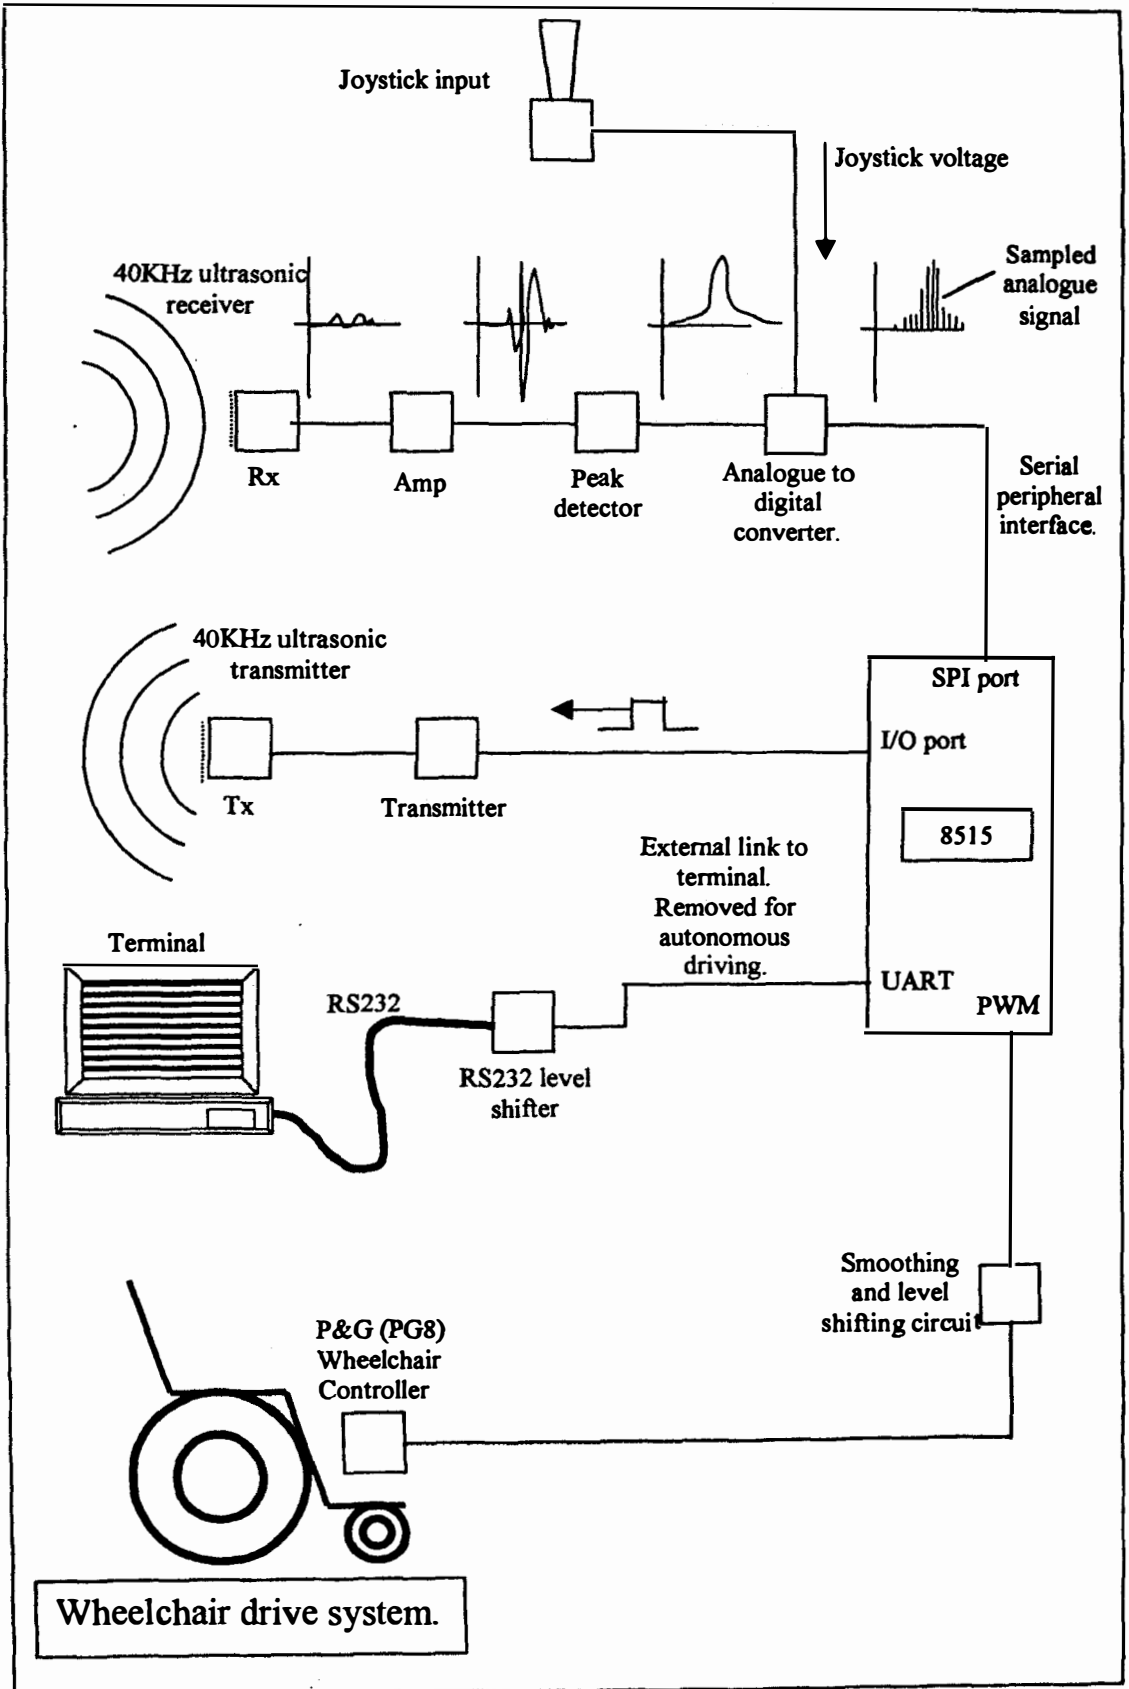 Joystick input
Joystick voltage
40KHz ultrasonic
receiver
Sampled
analogue
signal
Rx
Amp
Peak
detector
Analogue to
digital
converter.
Serial
peripheral
interface.
40KHz ultrasonic
transmitter
SPI port
I/O port
Tx
Transmitter
8515
External link to
terminal.
Removed for
autonomous
driving.
Terminal
RS232
UART
PWM
RS232 level
shifter
Smoothing
and level
shifting circuit
P&G (PG8)
Wheelchair
Controller
Wheelchair drive system.